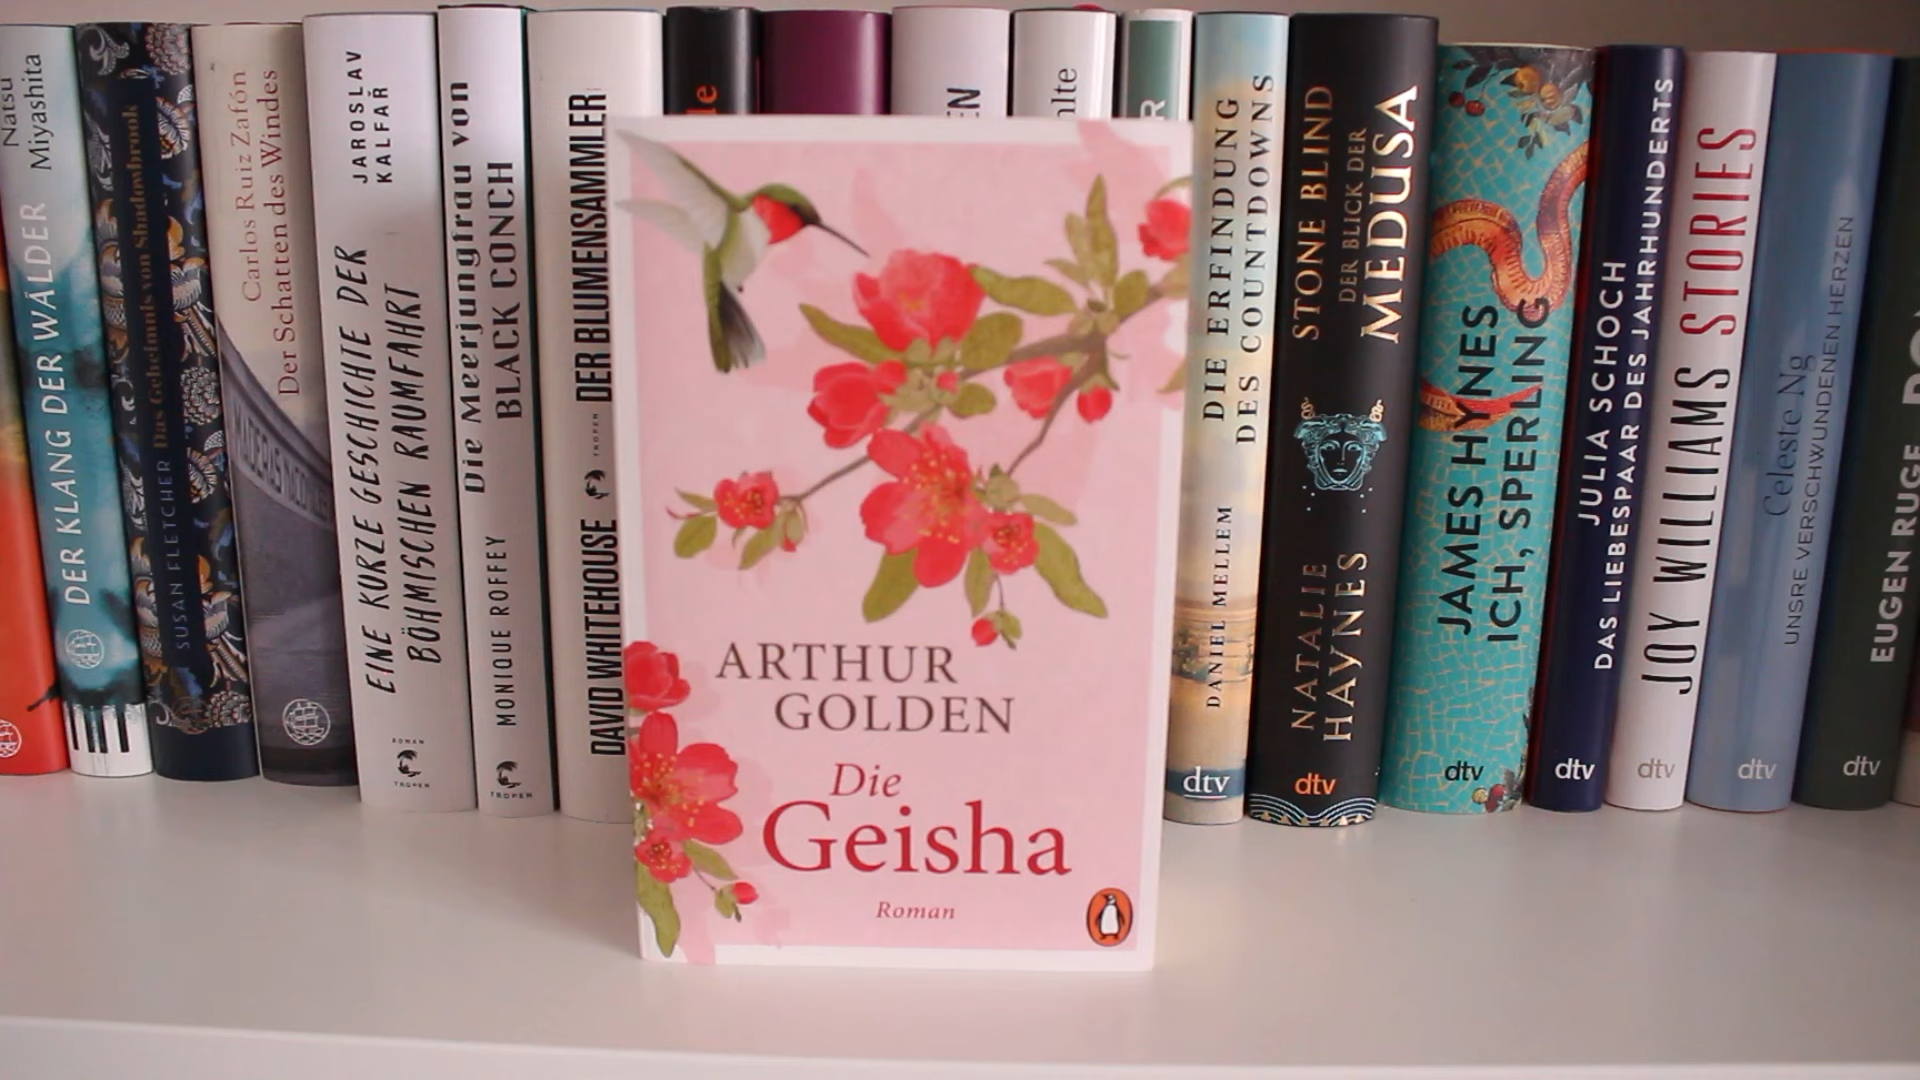 Natsu
Miyashita
DER KLANG DER WÄLDER
SUSAN FLETCHER Das Geheimnis von Shadowbrook
Carlos Ruiz Zafón
Der Schatten des Windes
JAROSLAV
KALFAŘ
EINE KURZE GESCHICHTE DER
BÖHMISCHEN RAUMFAHRT
ROMAN
TROPEN
Die Meerjungfrau von
BLACK CONCH
MONIQUE ROFFEY
TROPEN
DAVID WHITEHOUSE TROPEN DER BLUMENSAMMLER
ARTHUR
GOLDEN
Die
Geisha
Roman
DIE ERFINDUNG
DES COUNTDOWNS
DANIEL MELLEM
dtv
STONE BLIND
DER BLICK DER
MEDUSA
NATALIE
HAYNES
dtv
JAMES HYNES
ICH, SPERLING
dtv
JULIA SCHOCH
DAS LIEBESPAAR DES JAHRHUNDERTS
dtv
JOY WILLIAMS STORIES
dtv
Celeste Ng
UNSRE VERSCHWUNDENEN HERZEN
dtv
EUGEN RUGE
dtv